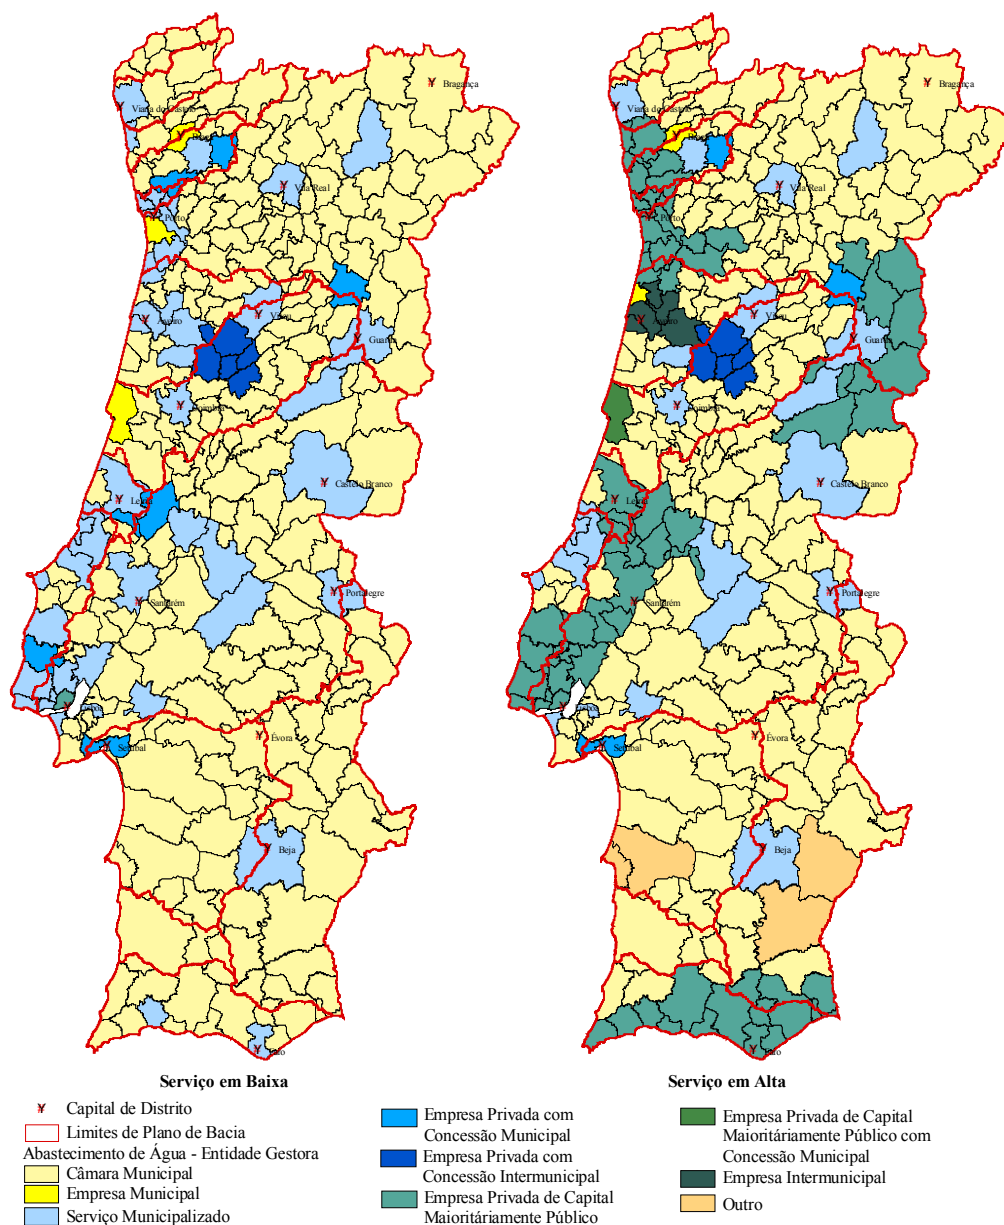 Bragança
Bragança
Viana do Castelo
Viana do Castelo
Braga
Braga
Vila Real
Vila Real
Porto
Porto
Aveiro
Viseu
Aveiro
Viseu
Guarda
Guarda
Coimbra
Coimbra
Castelo Branco
Castelo Branco
Leiria
Leiria
Santarém
Portalegre
Santarém
Portalegre
Lisboa
Lisboa
Évora
Évora
Setúbal
Setúbal
Beja
Beja
Faro
Faro
Serviço em Baixa
Serviço em Alta
Capital de Distrito
Limites de Plano de Bacia
Abastecimento de Água - Entidade Gestora
Câmara Municipal
Empresa Municipal
Serviço Municipalizado
Empresa Privada com
Concessão Municipal
Empresa Privada com
Concessão Intermunicipal
Empresa Privada de Capital
Maioritáriamente Público
Empresa Privada de Capital
Maioritáriamente Público com
Concessão Municipal
Empresa Intermunicipal
Outro